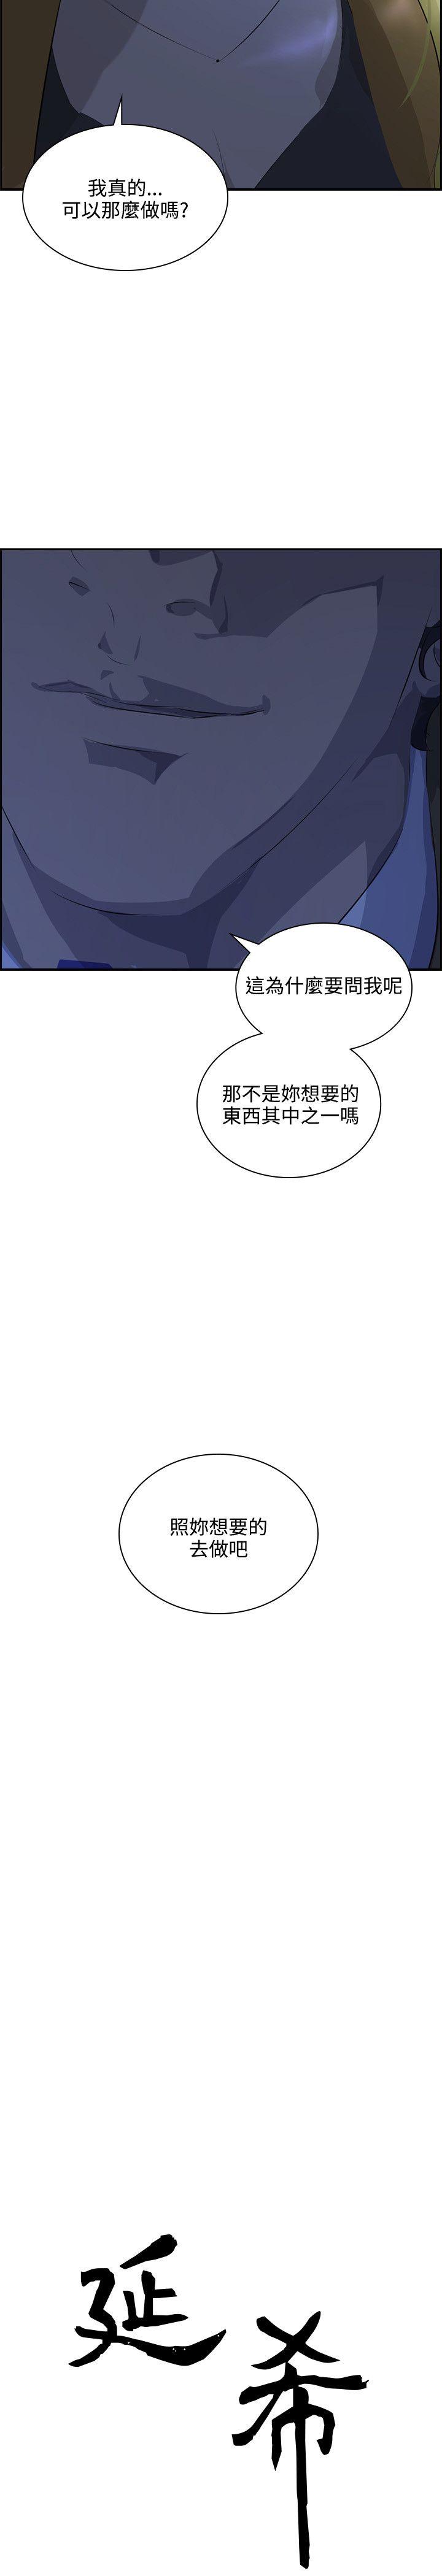 我真的...
可以那麼做嗎?
這為什麼要問我呢
那不是妳想要的
東西其中之一嗎
照妳想要的
去做吧
延希